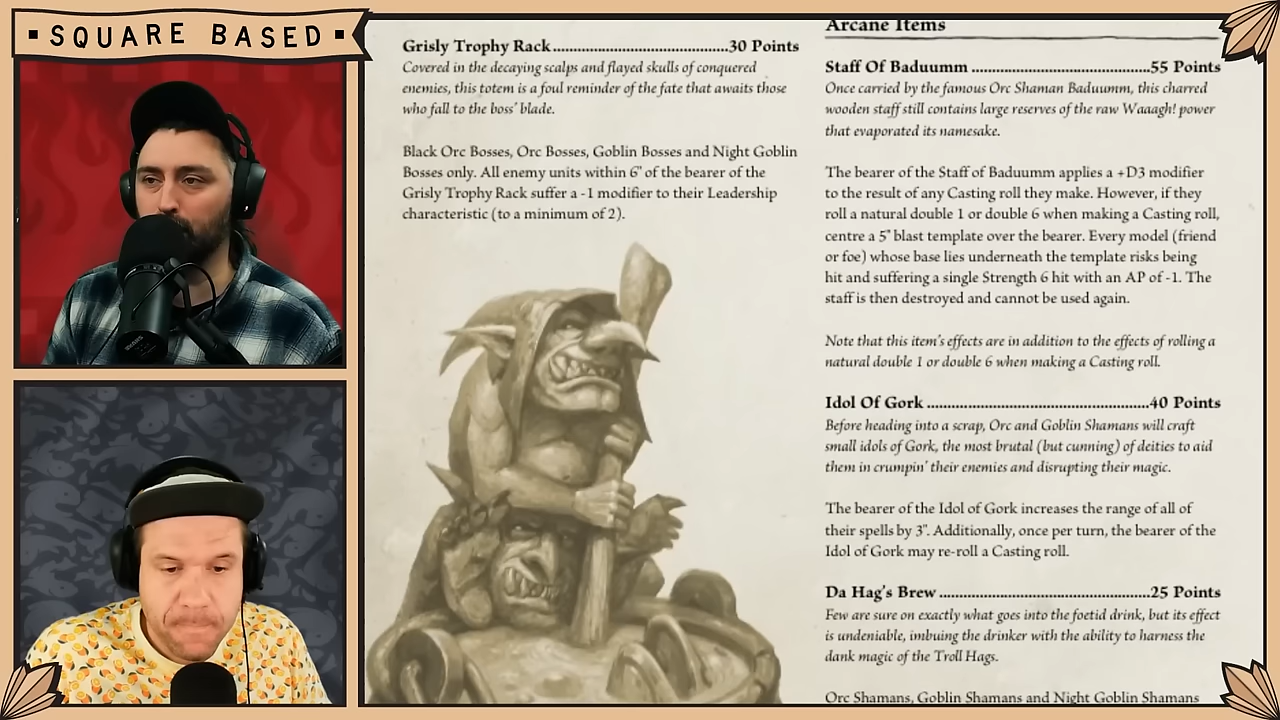 SQUARE BASED
Grisly Trophy Rack...............................................30 Points
Covered in the decaying scalps and flayed skulls of conquered
enemies, this totem is a foul reminder of the fate that awaits those
who fall to the boss' blade.
Black Orc Bosses, Orc Bosses, Goblin Bosses and Night Goblin
Bosses only. All enemy units within 6" of the bearer of the
Grisly Trophy Rack suffer a -1 modifier to their Leadership
characteristic (to a minimum of 2).
Arcane Items
Staff Of Baduumm ................................................55 Points
Once carried by the famous Orc Shaman Baduumm, this charred
wooden staff still contains large reserves of the raw Waaagh! power
that evaporated its namesake.
The bearer of the Staff of Baduumm applies a +D3 modifier
to the result of any Casting roll they make. However, if they
roll a natural double 1 or double 6 when making a Casting roll,
centre a 5" blast template over the bearer. Every model (friend
or foe) whose base lies underneath the template risks being
hit and suffering a single Strength 6 hit with an AP of -1. The
staff is then destroyed and cannot be used again.
Note that this item's effects are in addition to the effects of rolling a
natural double 1 or double 6 when making a Casting roll.
Idol Of Gork ...........................................................40 Points
Before heading into a scrap, Orc and Goblin Shamans will craft
small idols of Gork, the most brutal (but cunning) of deities to aid
them in crumpin' their enemies and disrupting their magic.
The bearer of the Idol of Gork increases the range of all of
their spells by 3". Additionally, once per turn, the bearer of the
Idol of Gork may re-roll a Casting roll.
Da Hag's Brew ........................................................25 Points
Few are sure on exactly what goes into the foetid drink, but its effect
is undeniable, imbuing the drinker with the ability to harness the
dank magic of the Troll Hags.
Orc Shamans, Goblin Shamans and Night Goblin Shamans